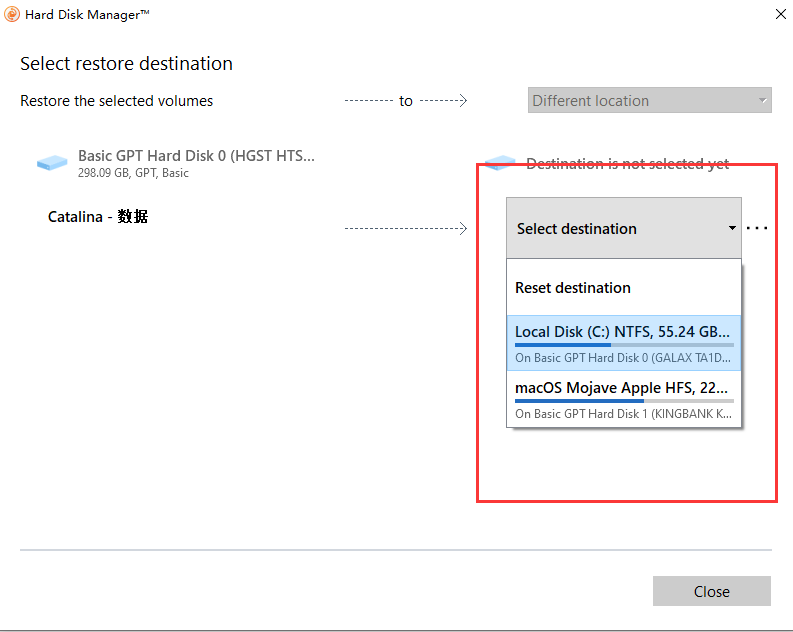 Hard Disk Manager™
Select restore destination
Restore the selected volumes
to
Different location
Basic GPT Hard Disk 0 (HGST HTS...
298.09 GB, GPT, Basic
Destination is not selected yet
Catalina - 数据
Select destination
...
Reset destination
Local Disk (C:) NTFS, 55.24 GB...
On Basic GPT Hard Disk 0 (GALAX TA1D...
macOS Mojave Apple HFS, 22...
On Basic GPT Hard Disk 1 (KINGBANK K...
Close